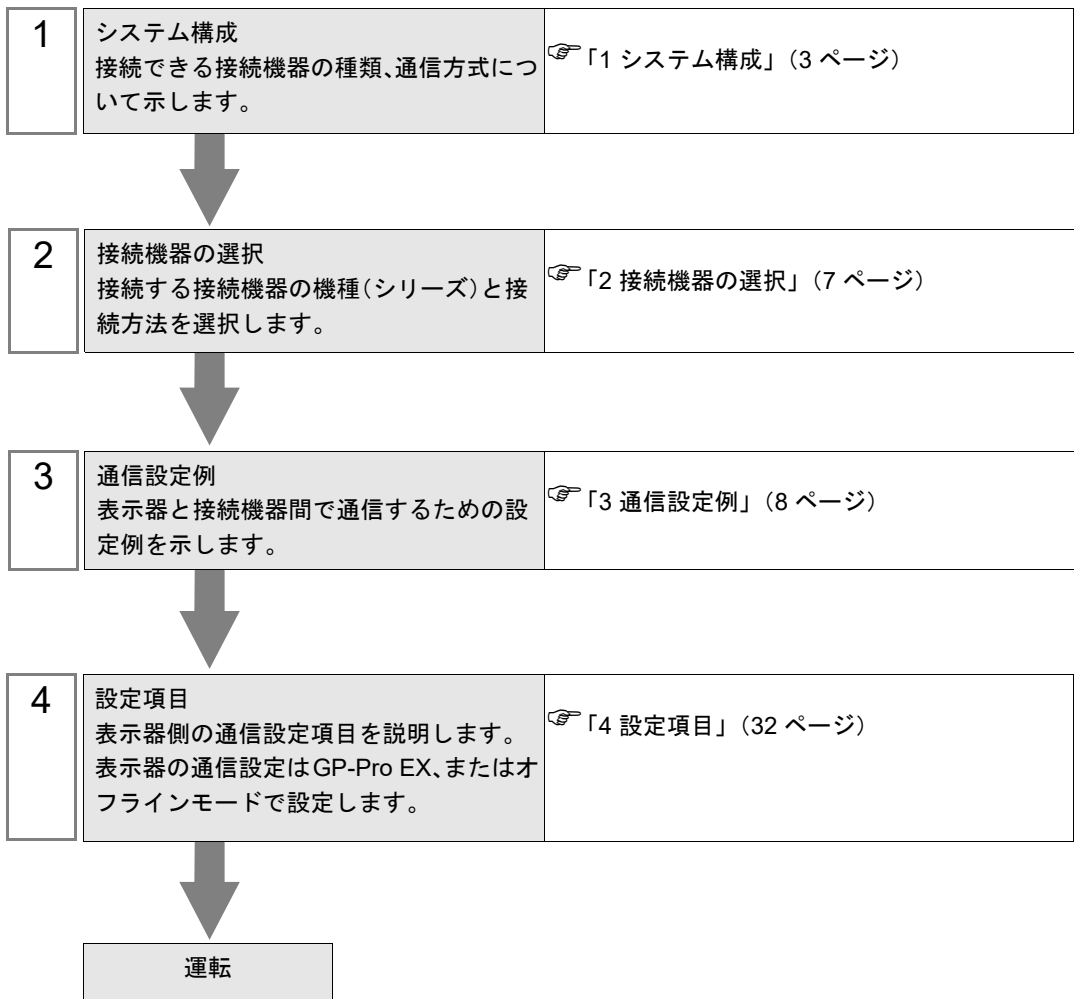 1
システム構成
接続できる接続機器の種類、通信方式につ
いて示します。
☞「1 システム構成」（3 ページ）
2
接続機器の選択
接続する接続機器の機種（シリーズ）と接
続方法を選択します。
☞「2 接続機器の選択」（7 ページ）
3
通信設定例
表示器と接続機器間で通信するための設
定例を示します。
☞「3 通信設定例」（8 ページ）
4
設定項目
表示器側の通信設定項目を説明します。
表示器の通信設定はGP-Pro EX、またはオ
フラインモードで設定します。
☞「4 設定項目」（32 ページ）
運転